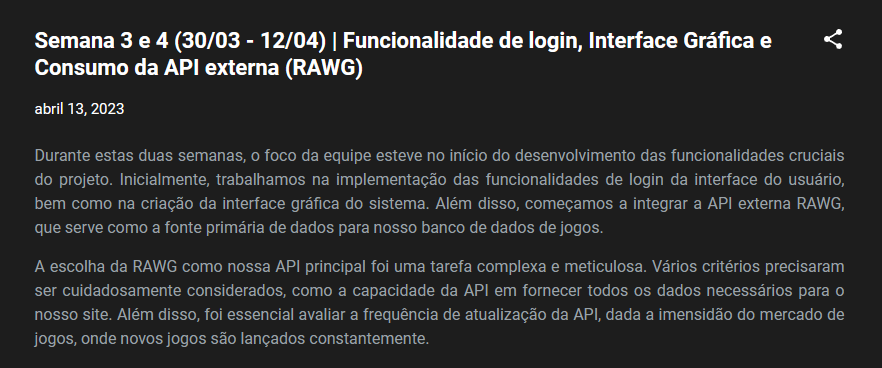 Semana 3 e 4 (30/03 - 12/04) | Funcionalidade de login, Interface Gráfica e
Consumo da API externa (RAWG)
abril 13, 2023
Durante estas duas semanas, o foco da equipe esteve no início do desenvolvimento das funcionalidades cruciais
do projeto. Inicialmente, trabalhamos na implementação das funcionalidades de login da interface do usuário,
bem como na criação da interface gráfica do sistema. Além disso, começamos a integrar a API externa RAWG,
que serve como a fonte primária de dados para nosso banco de dados de jogos.
A escolha da RAWG como nossa API principal foi uma tarefa complexa e meticulosa. Vários critérios precisaram
ser cuidadosamente considerados, como a capacidade da API em fornecer todos os dados necessários para o
nosso site. Além disso, foi essencial avaliar a frequência de atualização da API, dada a imensidão do mercado de
jogos, onde novos jogos são lançados constantemente.